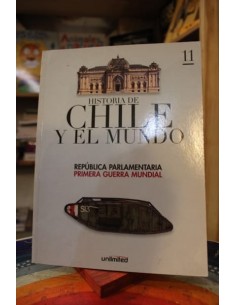 11
HISTORIA DE
CHILE
Y EL MUNDO
REPÚBLICA PARLAMENTARIA
PRIMERA GUERRA MUNDIAL
unlimited